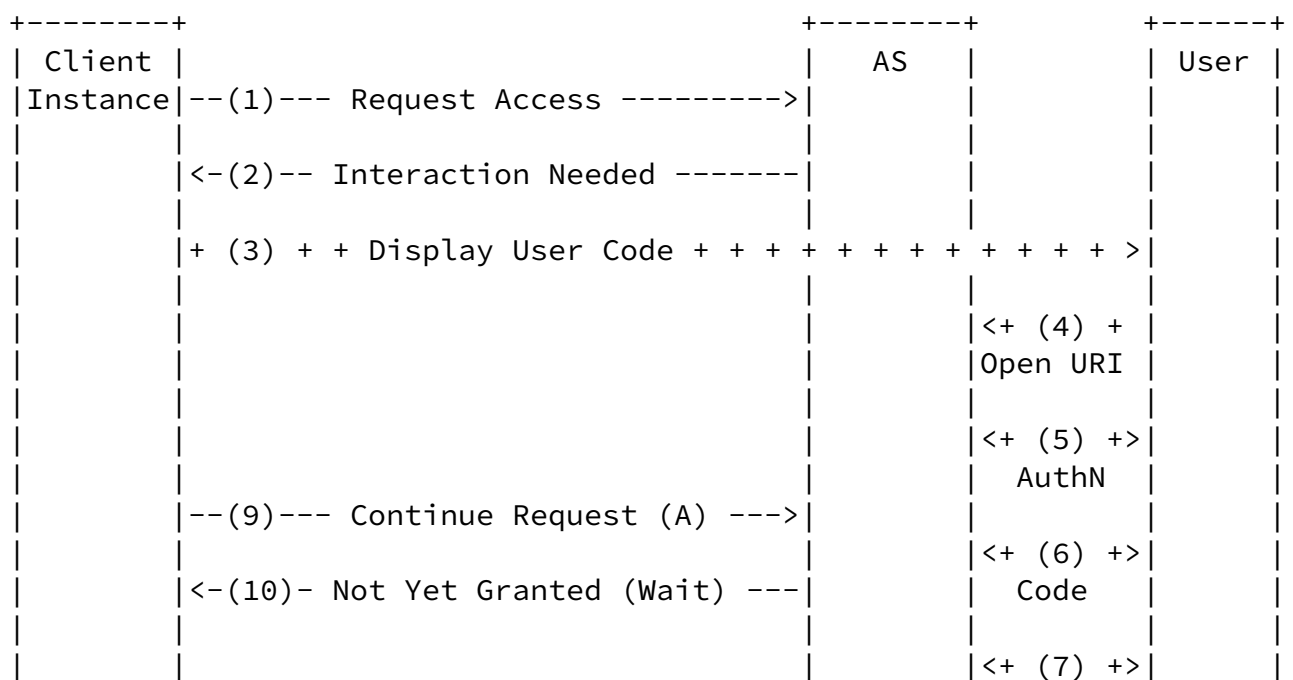 +--------+                                  +--------+         +------+
| Client |                                  |   AS   |         | User |
|Instance|--(1)--- Request Access --------->|        |         |      |
|        |                                  |        |         |      |
|        |<-(2)-- Interaction Needed -------|        |         |      |
|        |                                  |        |         |      |
|        |+ (3) + + Display User Code + + + + + + + + + + + + >|      |
|        |                                  |        |         |      |
|        |                                  |        |<+ (4) + |      |
|        |                                  |        |Open URI |      |
|        |                                  |        |         |      |
|        |                                  |        |<+ (5) +>|      |
|        |                                  |        |  AuthN  |      |
|        |--(9)--- Continue Request (A) --->|        |         |      |
|        |                                  |        |<+ (6) +>|      |
|        |<-(10)- Not Yet Granted (Wait) ---|        |  Code   |      |
|        |                                  |        |         |      |
|        |                                  |        |<+ (7) +>|      |